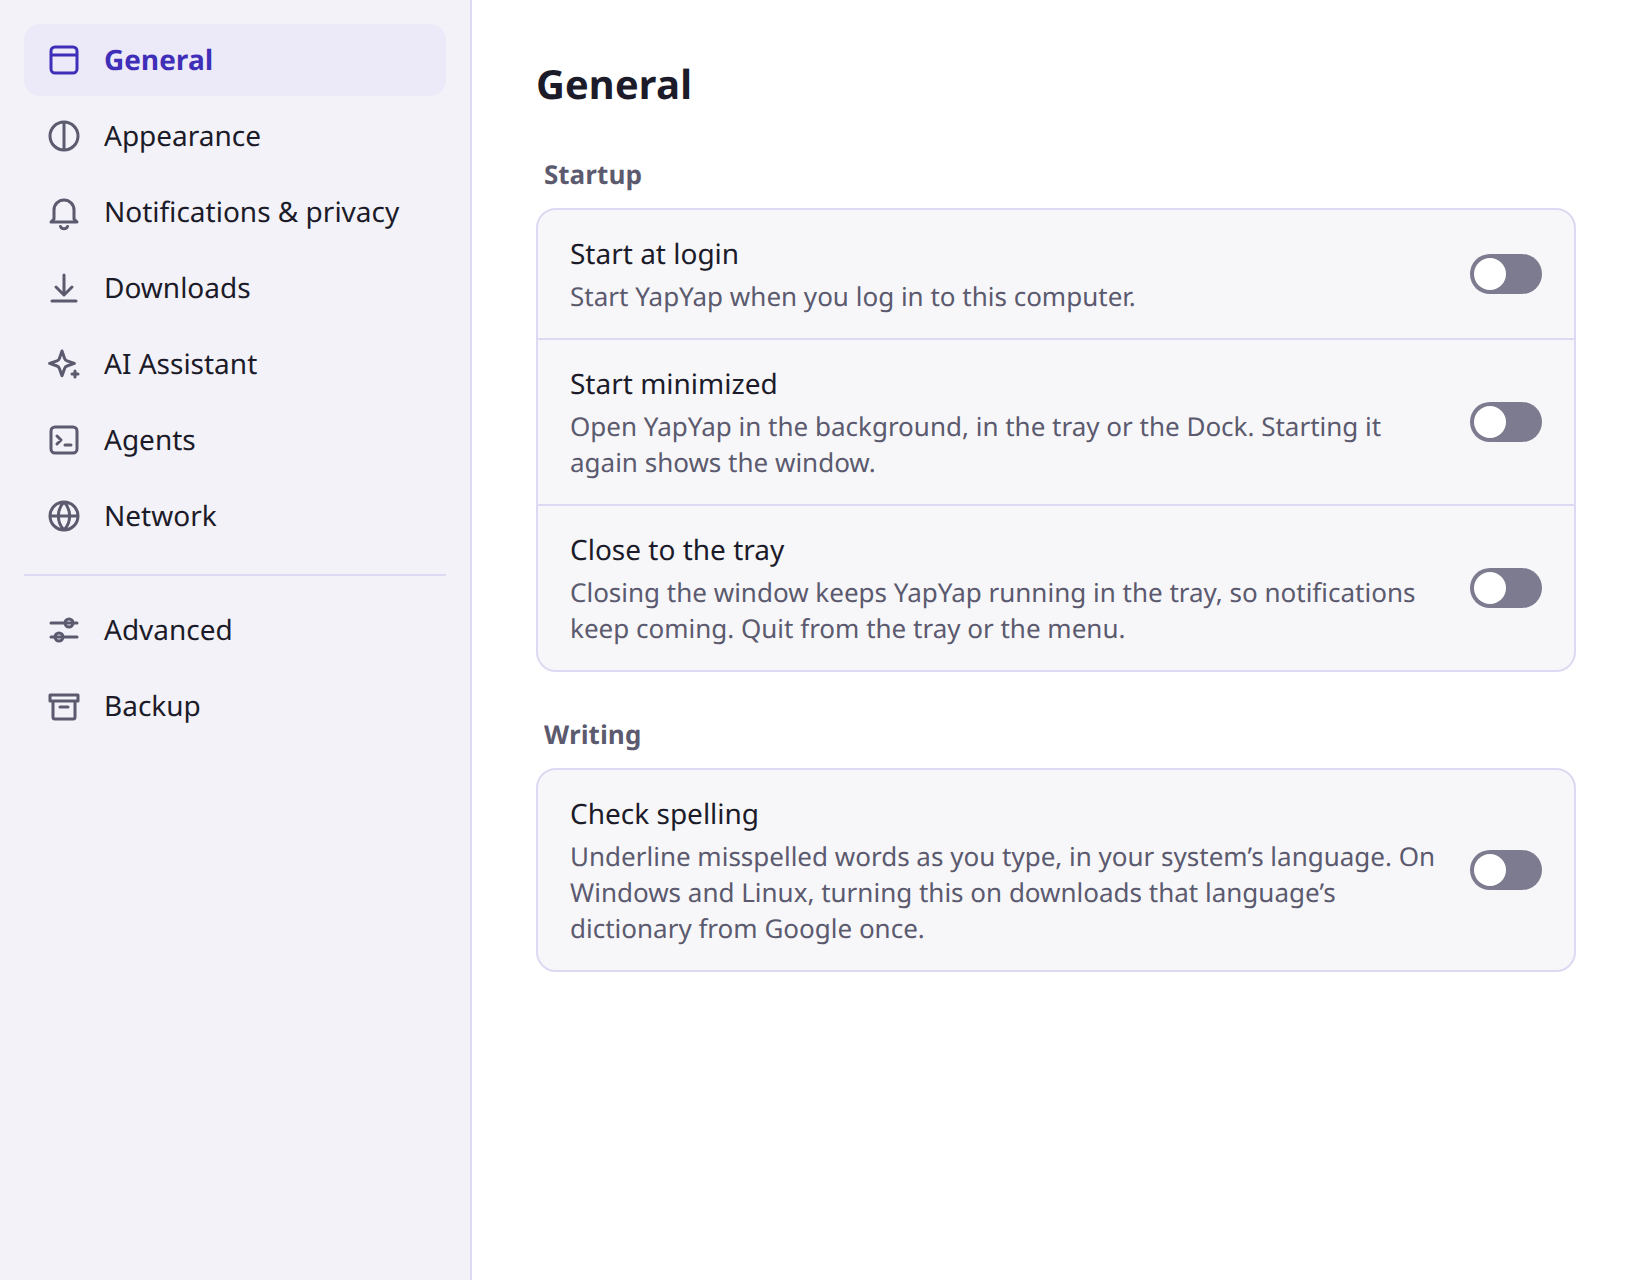 General
Appearance
Notifications & privacy
Downloads
AI Assistant
Agents
Network
Advanced
Backup
General
Startup
Start at login
Start YapYap when you log in to this computer.
Start minimized
Open YapYap in the background, in the tray or the Dock. Starting it
again shows the window.
Close to the tray
Closing the window keeps YapYap running in the tray, so notifications
keep coming. Quit from the tray or the menu.
Writing
Check spelling
Underline misspelled words as you type, in your system’s language. On
Windows and Linux, turning this on downloads that language’s
dictionary from Google once.